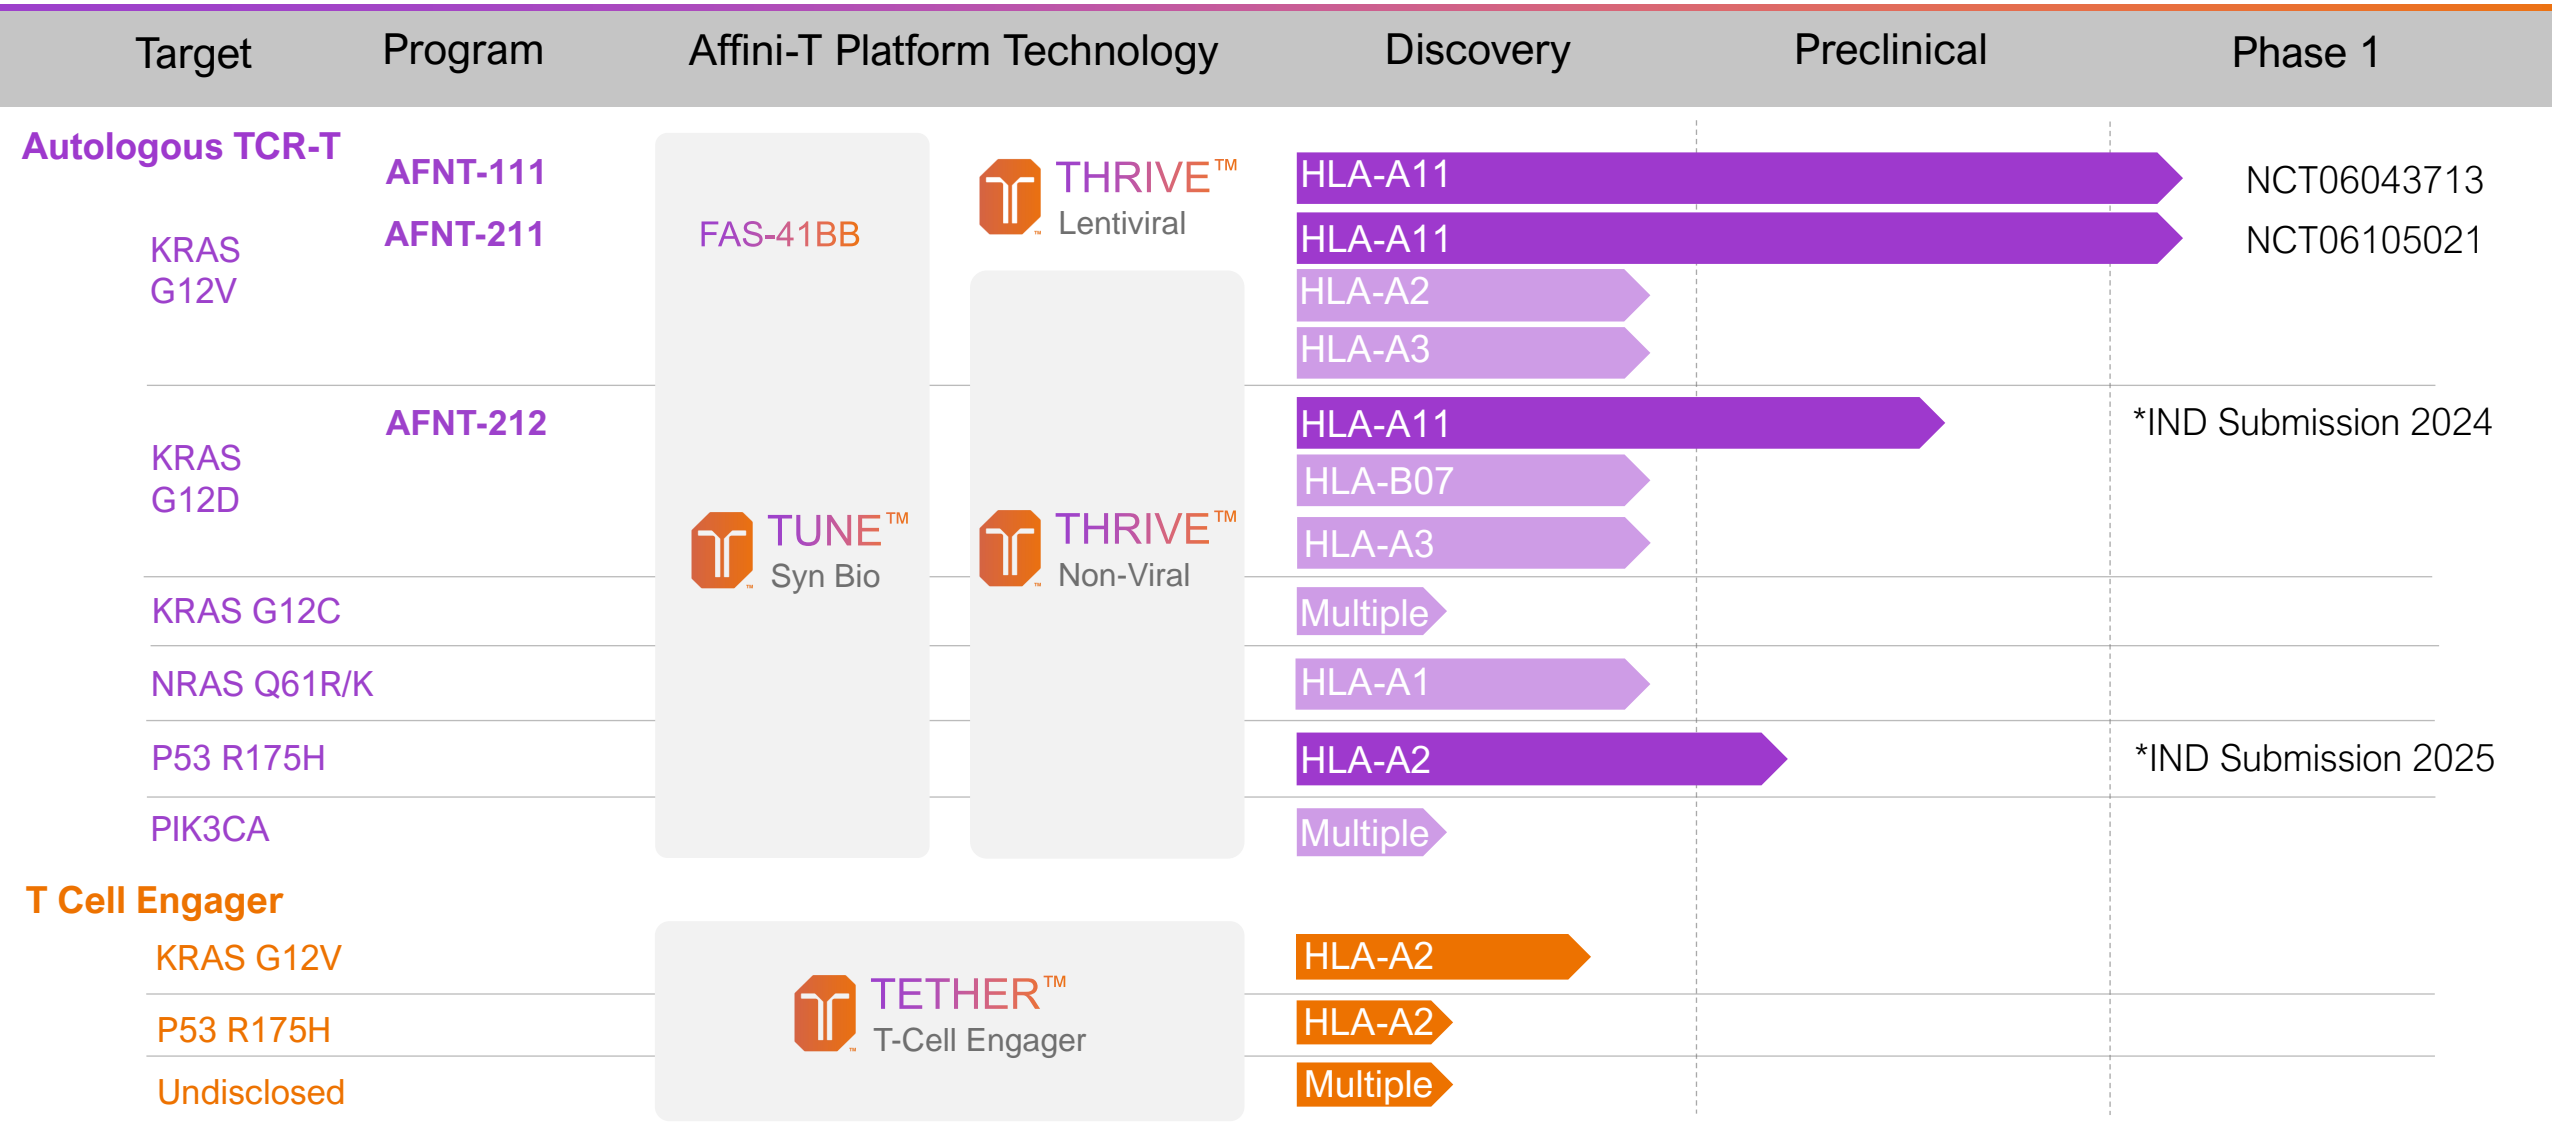 Target Program Affini-T Platform Technology Discovery Preclinical Phase 1
Autologous TCR-T
AFNT-111
THRIVE™
Lentiviral
HLA-A11
NCT06043713
KRAS
G12V
AFNT-211
FAS-41BB
HLA-A11
NCT06105021
HLA-A2
HLA-A3
KRAS
G12D
AFNT-212
HLA-A11
*IND Submission 2024
HLA-B07
TUNE™
Syn Bio
THRIVE™
Non-Viral
HLA-A3
KRAS G12C
Multiple
NRAS Q61R/K
HLA-A1
P53 R175H
HLA-A2
*IND Submission 2025
PIK3CA
Multiple
T Cell Engager
KRAS G12V
HLA-A2
TETHER™
T-Cell Engager
P53 R175H
HLA-A2
Undisclosed
Multiple